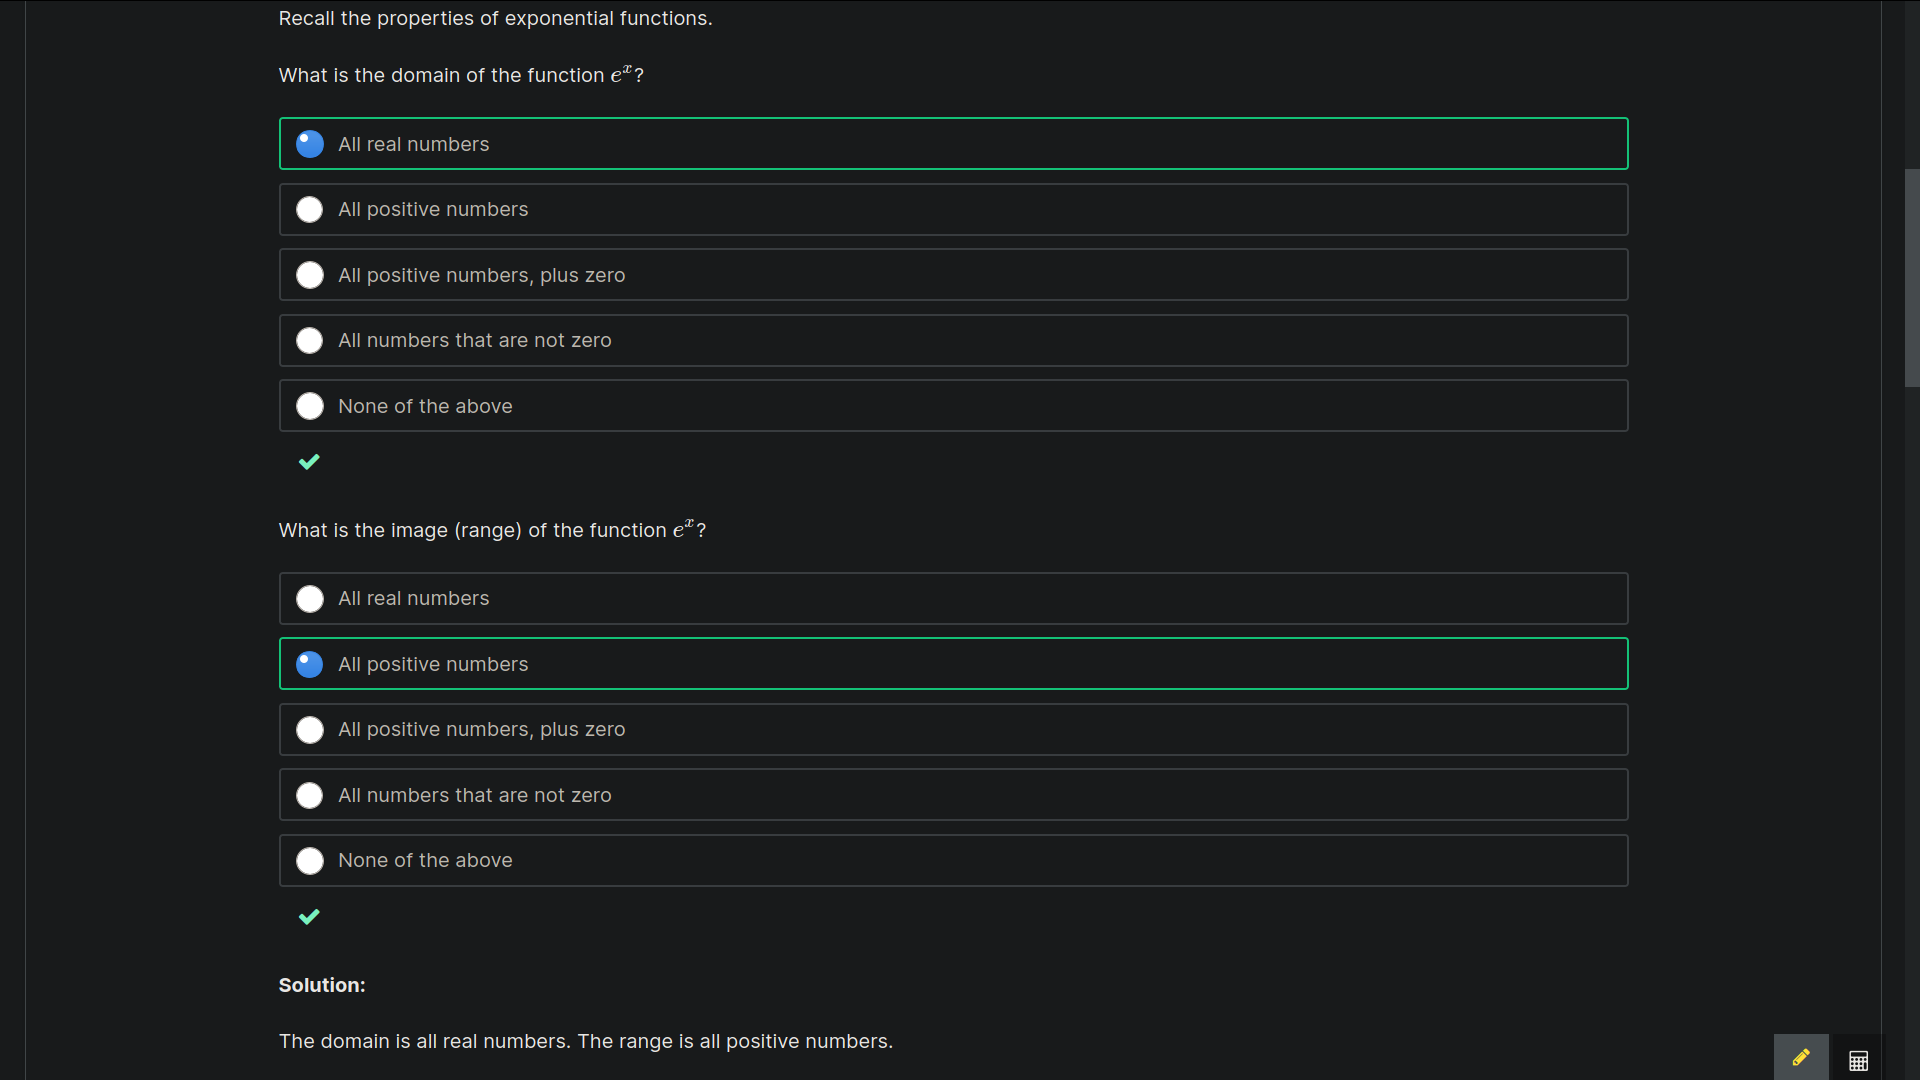 Recall the properties of exponential functions.
What is the domain of the function e^x?
All real numbers
All positive numbers
All positive numbers, plus zero
All numbers that are not zero
None of the above
What is the image (range) of the function e^x?
All real numbers
All positive numbers
All positive numbers, plus zero
All numbers that are not zero
None of the above
Solution:
The domain is all real numbers. The range is all positive numbers.